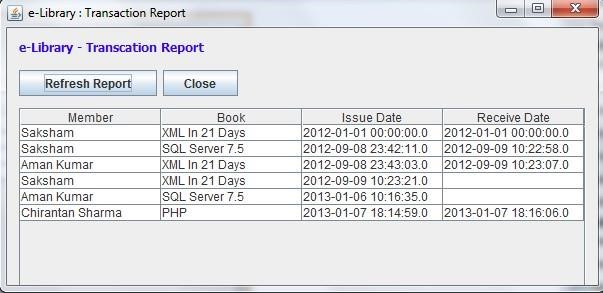 e-Library : Transaction Report
e-Library - Transcation Report
Refresh Report Close
Member Book Issue Date Receive Date
Saksham XML In 21 Days 2012-01-01 00:00:00.0 2012-01-01 00:00:00.0
Saksham SQL Server 7.5 2012-09-08 23:42:11.0 2012-09-09 10:22:58.0
Aman Kumar XML In 21 Days 2012-09-08 23:43:03.0 2012-09-09 10:23:07.0
Saksham XML In 21 Days 2012-09-09 10:23:21.0
Aman Kumar SQL Server 7.5 2013-01-06 10:16:35.0
Chirantan Sharma PHP 2013-01-07 18:14:59.0 2013-01-07 18:16:06.0